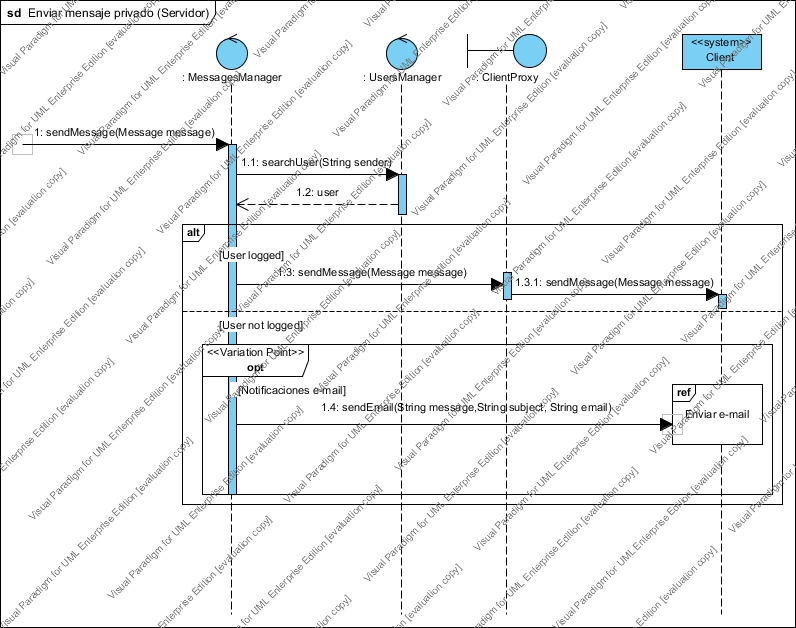 sd Enviar mensaje privado (Servidor)
: MessagesManager
: UsersManager
: ClientProxy
<<system>>
Client
1: sendMessage(Message message)
1.1: searchUser(String sender)
1.2: user
alt
[User logged]
1.3: sendMessage(Message message)
1.3.1: sendMessage(Message message)
[User not logged]
<<Variation Point>>
opt
[Notificaciones e-mail]
1.4: sendEmail(String message,String subject, String email)
ref
Enviar e-mail
Visual Paradigm for UML Enterprise Edition [evaluation copy]